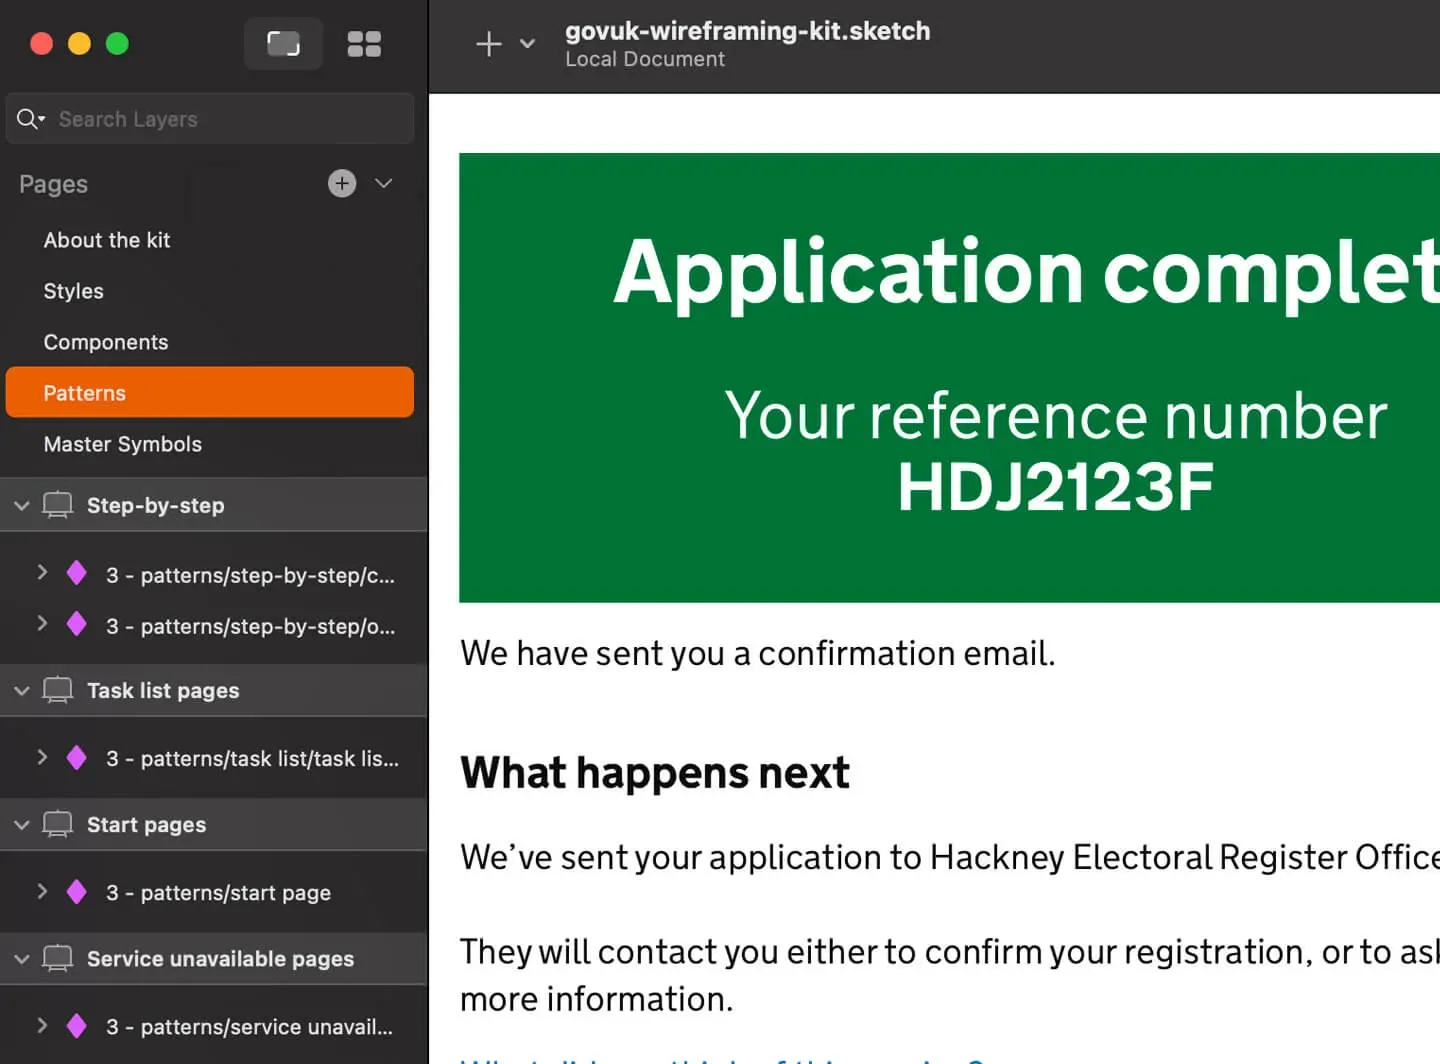 govuk-wireframing-kit.sketch
Local Document
Search Layers
Pages
About the kit
Styles
Components
Patterns
Master Symbols
Step-by-step
3 - patterns/step-by-step/c...
3 - patterns/step-by-step/o...
Task list pages
3 - patterns/task list/task lis...
Start pages
3 - patterns/start page
Service unavailable pages
3 - patterns/service unavail...
Application complet
Your reference number
HDJ2123F
We have sent you a confirmation email.
What happens next
We’ve sent your application to Hackney Electoral Register Office
They will contact you either to confirm your registration, or to ask
more information.